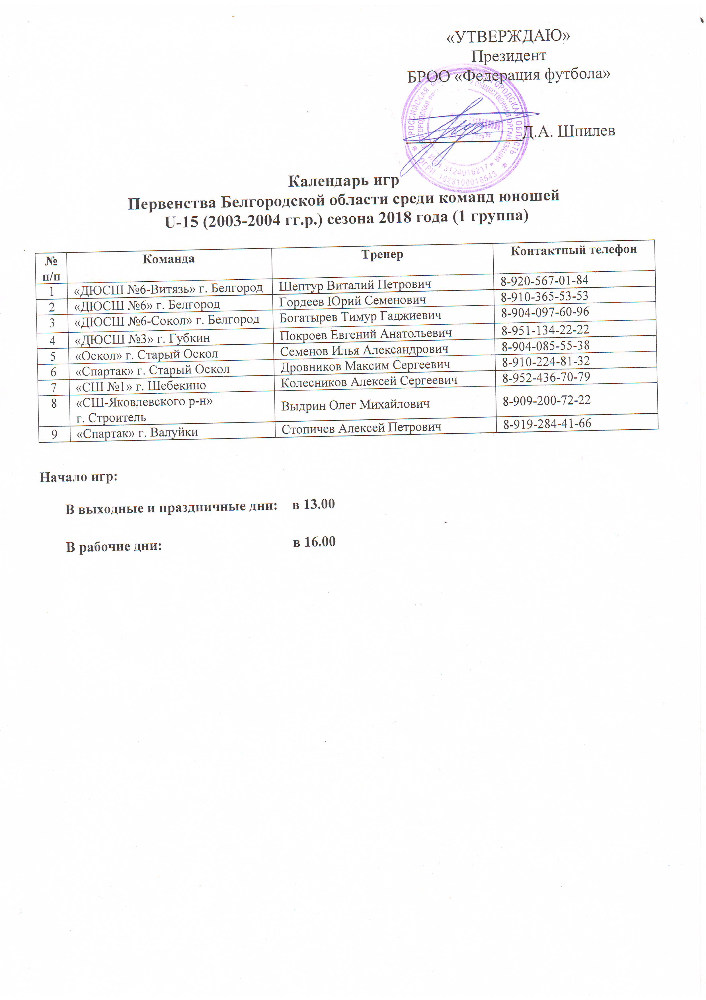 «УТВЕРЖДАЮ»
Президент
БРОО «Федерация футбола»
РОССИЙСКАЯ БЕЛГОРОДСКАЯ ОБЛАСТЬ
БЕЛГОРОДСКАЯ ОБЩЕСТВЕННАЯ ОРГАНИЗАЦИЯ
ИНН 3124016217
ОГРН 1023100016543
Д.А. Шпилев
Календарь игр
Первенства Белгородской области среди команд юношей
U-15 (2003-2004 гг.р.) сезона 2018 года (1 группа)
№ п/п Команда Тренер Контактный телефон
1 «ДЮСШ №6-Витязь» г. Белгород Шептур Виталий Петрович 8-920-567-01-84
2 «ДЮСШ №6» г. Белгород Гордеев Юрий Семенович 8-910-365-53-53
3 «ДЮСШ №6-Сокол» г. Белгород Богатырев Тимур Гаджиевич 8-904-097-60-96
4 «ДЮСШ №3» г. Губкин Покроев Евгений Анатольевич 8-951-134-22-22
5 «Оскол» г. Старый Оскол Семенов Илья Александрович 8-904-085-55-38
6 «Спартак» г. Старый Оскол Дровников Максим Сергеевич 8-910-224-81-32
7 «СШ №1» г. Шебекино Колесников Алексей Сергеевич 8-952-436-70-79
8 «СШ-Яковлевского р-н» г. Строитель Выдрин Олег Михайлович 8-909-200-72-22
9 «Спартак» г. Валуйки Стопичев Алексей Петрович 8-919-284-41-66
Начало игр:
В выходные и праздничные дни: в 13.00
В рабочие дни: в 16.00